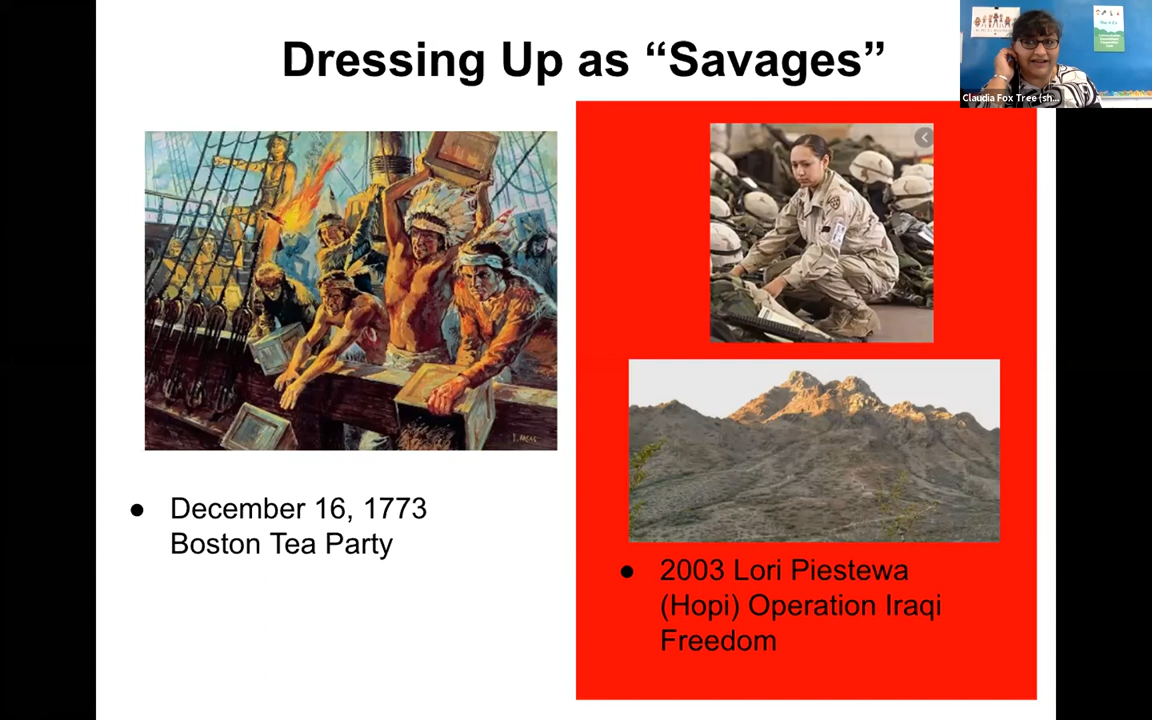 Dressing Up as “Savages”
Claudia Fox Tree (sh...
● December 16, 1773
Boston Tea Party
● 2003 Lori Piestewa
(Hopi) Operation Iraqi
Freedom